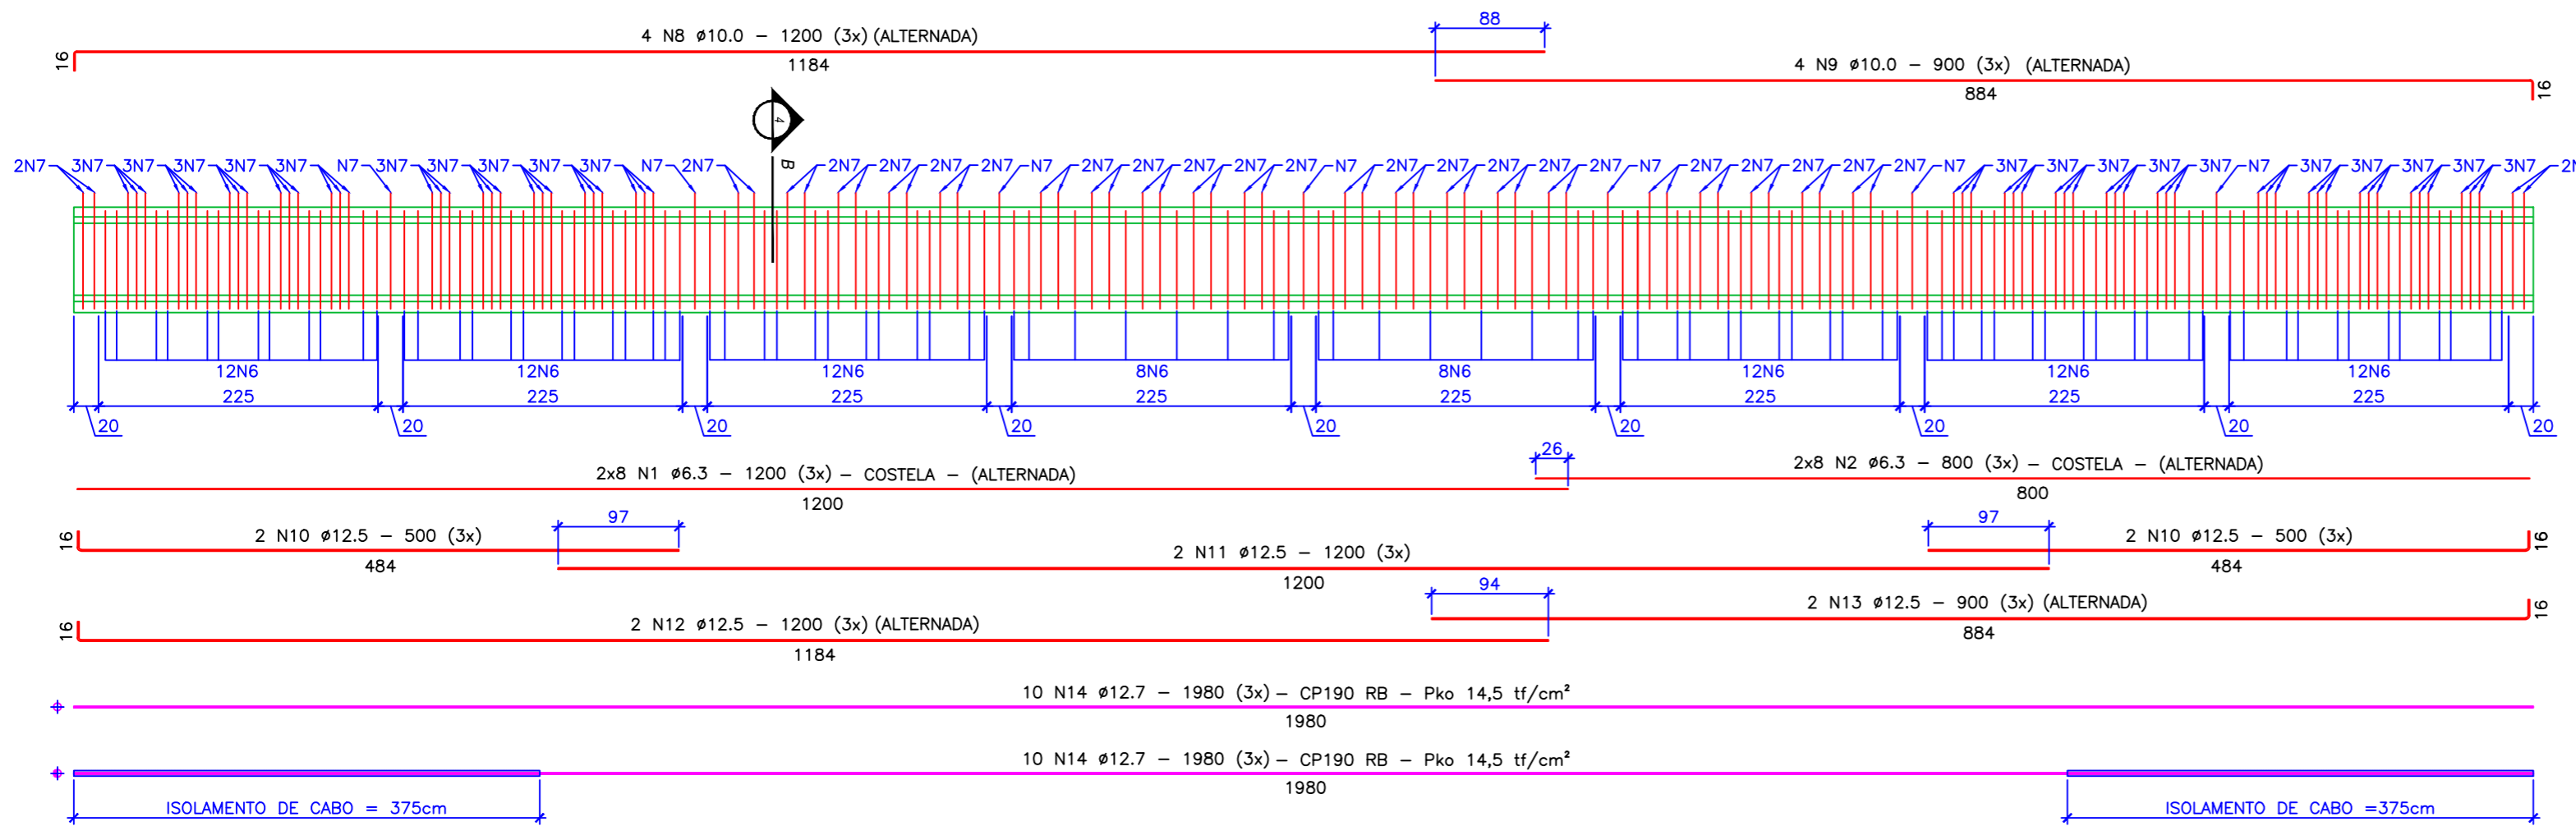 88
4 N8 ø10.0 – 1200 (3x) (ALTERNADA)
16
1184
4 N9 ø10.0 – 900 (3x) (ALTERNADA)
884
16
4
B
2N7 3N7 3N7 3N7 3N7 3N7 N7 3N7 3N7 3N7 3N7 3N7 N7 2N7 2N7 2N7 2N7 2N7 N7 2N7 2N7 2N7 2N7 2N7 N7 2N7 2N7 2N7 2N7 2N7 N7 2N7 2N7 2N7 2N7 2N7 N7 3N7 3N7 3N7 3N7 3N7 N7 3N7 3N7 3N7 3N7 3N7
12N6 12N6 12N6 8N6 8N6 12N6 12N6 12N6
225 225 225 225 225 225 225 225
20 20 20 20 20 20 20 20 20
26
2x8 N1 ø6.3 – 1200 (3x) – COSTELA – (ALTERNADA)
1200
2x8 N2 ø6.3 – 800 (3x) – COSTELA – (ALTERNADA)
800
16
2 N10 ø12.5 – 500 (3x)
484
97
2 N11 ø12.5 – 1200 (3x)
1200
97
2 N10 ø12.5 – 500 (3x)
484
16
94
16
2 N12 ø12.5 – 1200 (3x) (ALTERNADA)
1184
2 N13 ø12.5 – 900 (3x) (ALTERNADA)
884
16
10 N14 ø12.7 – 1980 (3x) – CP190 RB – Pko 14,5 tf/cm²
1980
10 N14 ø12.7 – 1980 (3x) – CP190 RB – Pko 14,5 tf/cm²
1980
ISOLAMENTO DE CABO = 375cm
ISOLAMENTO DE CABO =375cm